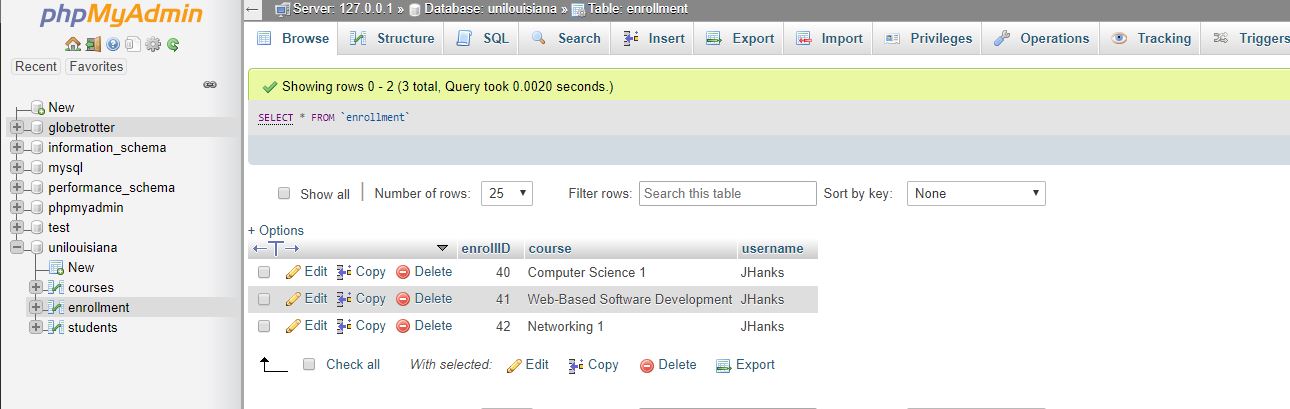 phpMyAdmin
Recent Favorites
New
globetrotter
information_schema
mysql
performance_schema
phpmyadmin
test
unilouisiana
New
courses
enrollment
students
Server: 127.0.0.1 » Database: unilouisiana » Table: enrollment
Browse Structure SQL Search Insert Export Import Privileges Operations Tracking Triggers
Showing rows 0 - 2 (3 total, Query took 0.0020 seconds.)
SELECT * FROM `enrollment`
Show all | Number of rows: 25 Filter rows: Search this table Sort by key: None
+ Options
←T→ enrollID course username
Edit Copy Delete 40 Computer Science 1 JHanks
Edit Copy Delete 41 Web-Based Software Development JHanks
Edit Copy Delete 42 Networking 1 JHanks
Check all With selected: Edit Copy Delete Export